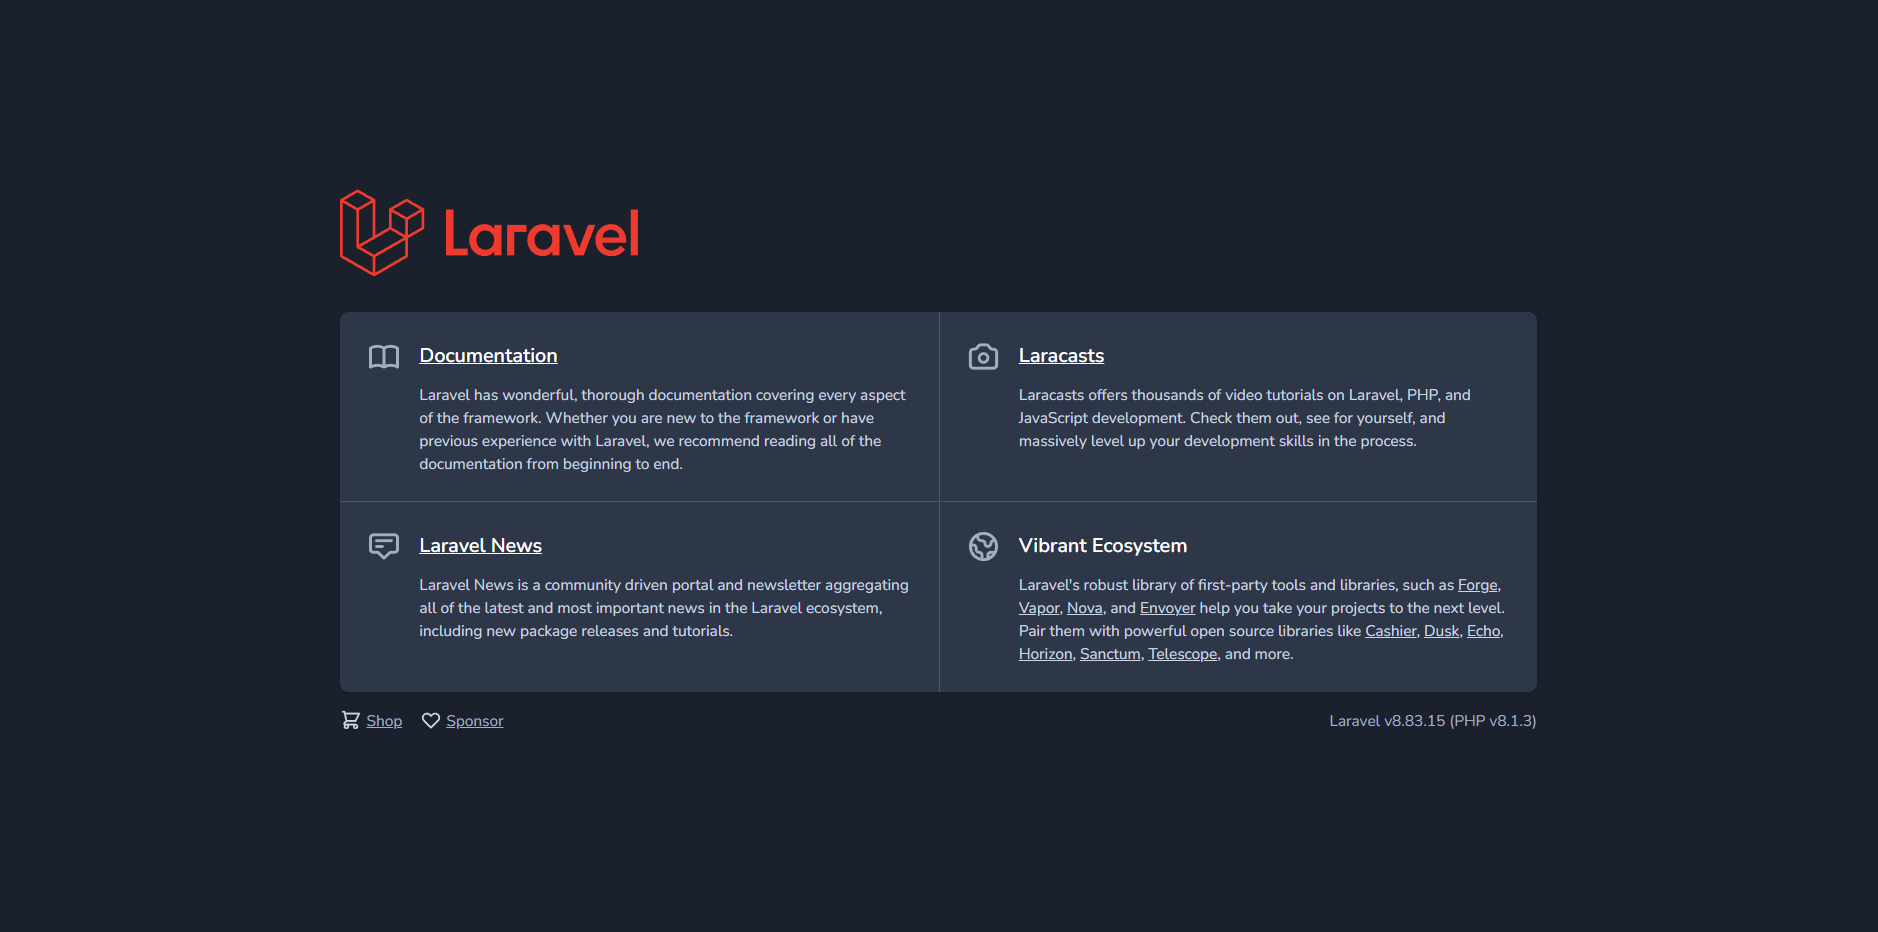 Laravel
Documentation
Laravel has wonderful, thorough documentation covering every aspect
of the framework. Whether you are new to the framework or have
previous experience with Laravel, we recommend reading all of the
documentation from beginning to end.
Laracasts
Laracasts offers thousands of video tutorials on Laravel, PHP, and
JavaScript development. Check them out, see for yourself, and
massively level up your development skills in the process.
Laravel News
Laravel News is a community driven portal and newsletter aggregating
all of the latest and most important news in the Laravel ecosystem,
including new package releases and tutorials.
Vibrant Ecosystem
Laravel's robust library of first-party tools and libraries, such as Forge,
Vapor, Nova, and Envoyer help you take your projects to the next level.
Pair them with powerful open source libraries like Cashier, Dusk, Echo,
Horizon, Sanctum, Telescope, and more.
Shop Sponsor
Laravel v8.83.15 (PHP v8.1.3)